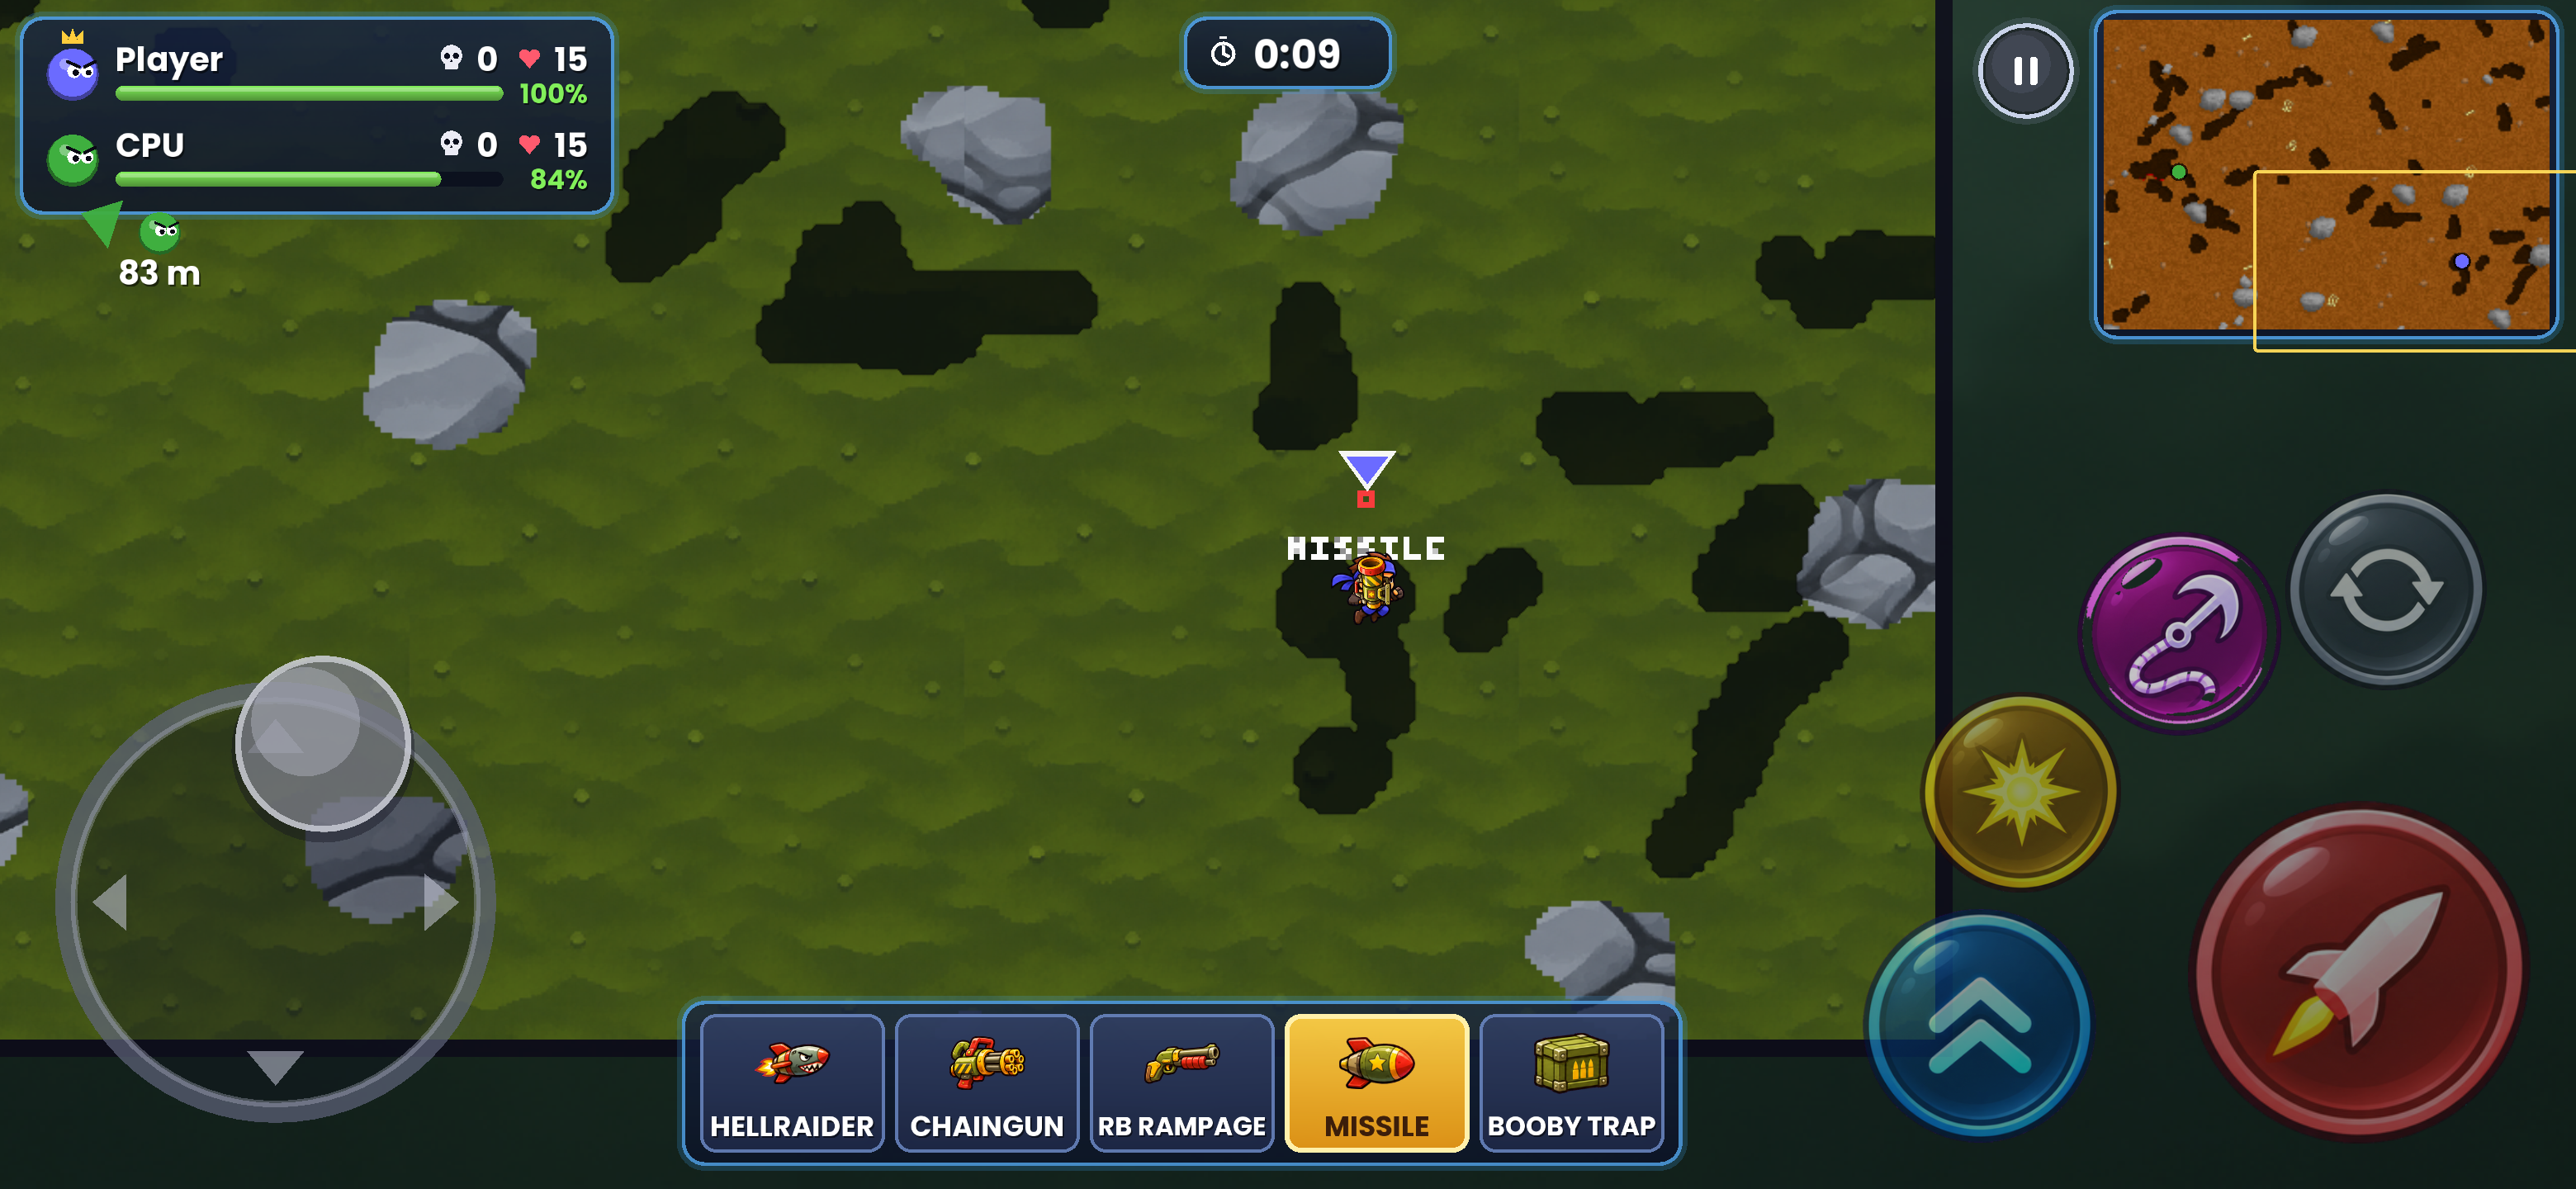 Player 0 15
100%
CPU 0 15
84%
83 m
0:09
MISSILE
HELLRAIDER
CHAINGUN
RB RAMPAGE
MISSILE
BOOBY TRAP